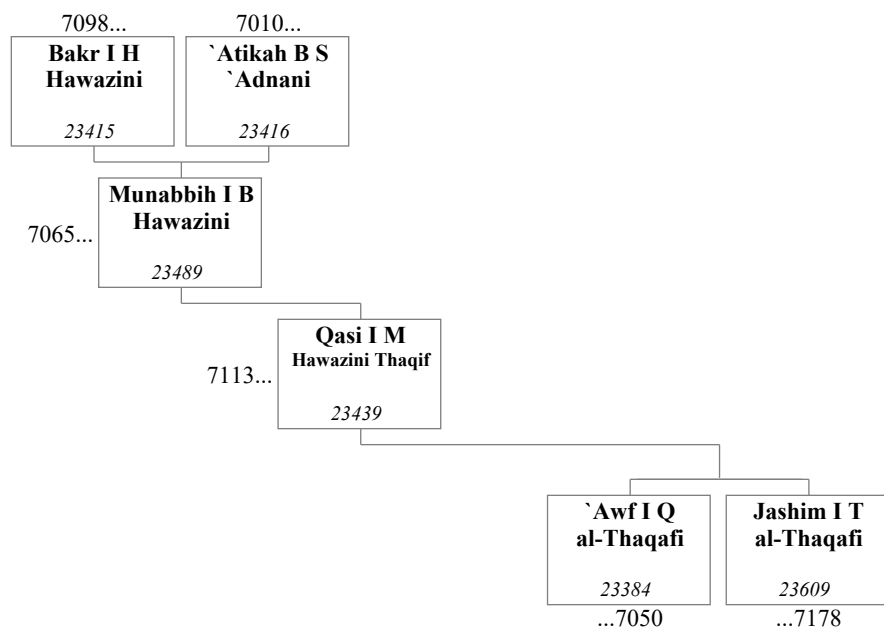 7098...
7010...
Bakr I H
Hawazini
23415
`Atikah B S
`Adnani
23416
Munabbih I B
Hawazini
7065...
23489
Qasi I M
Hawazini Thaqif
7113...
23439
`Awf I Q
al-Thaqafi
23384
Jashim I T
al-Thaqafi
23609
...7050
...7178